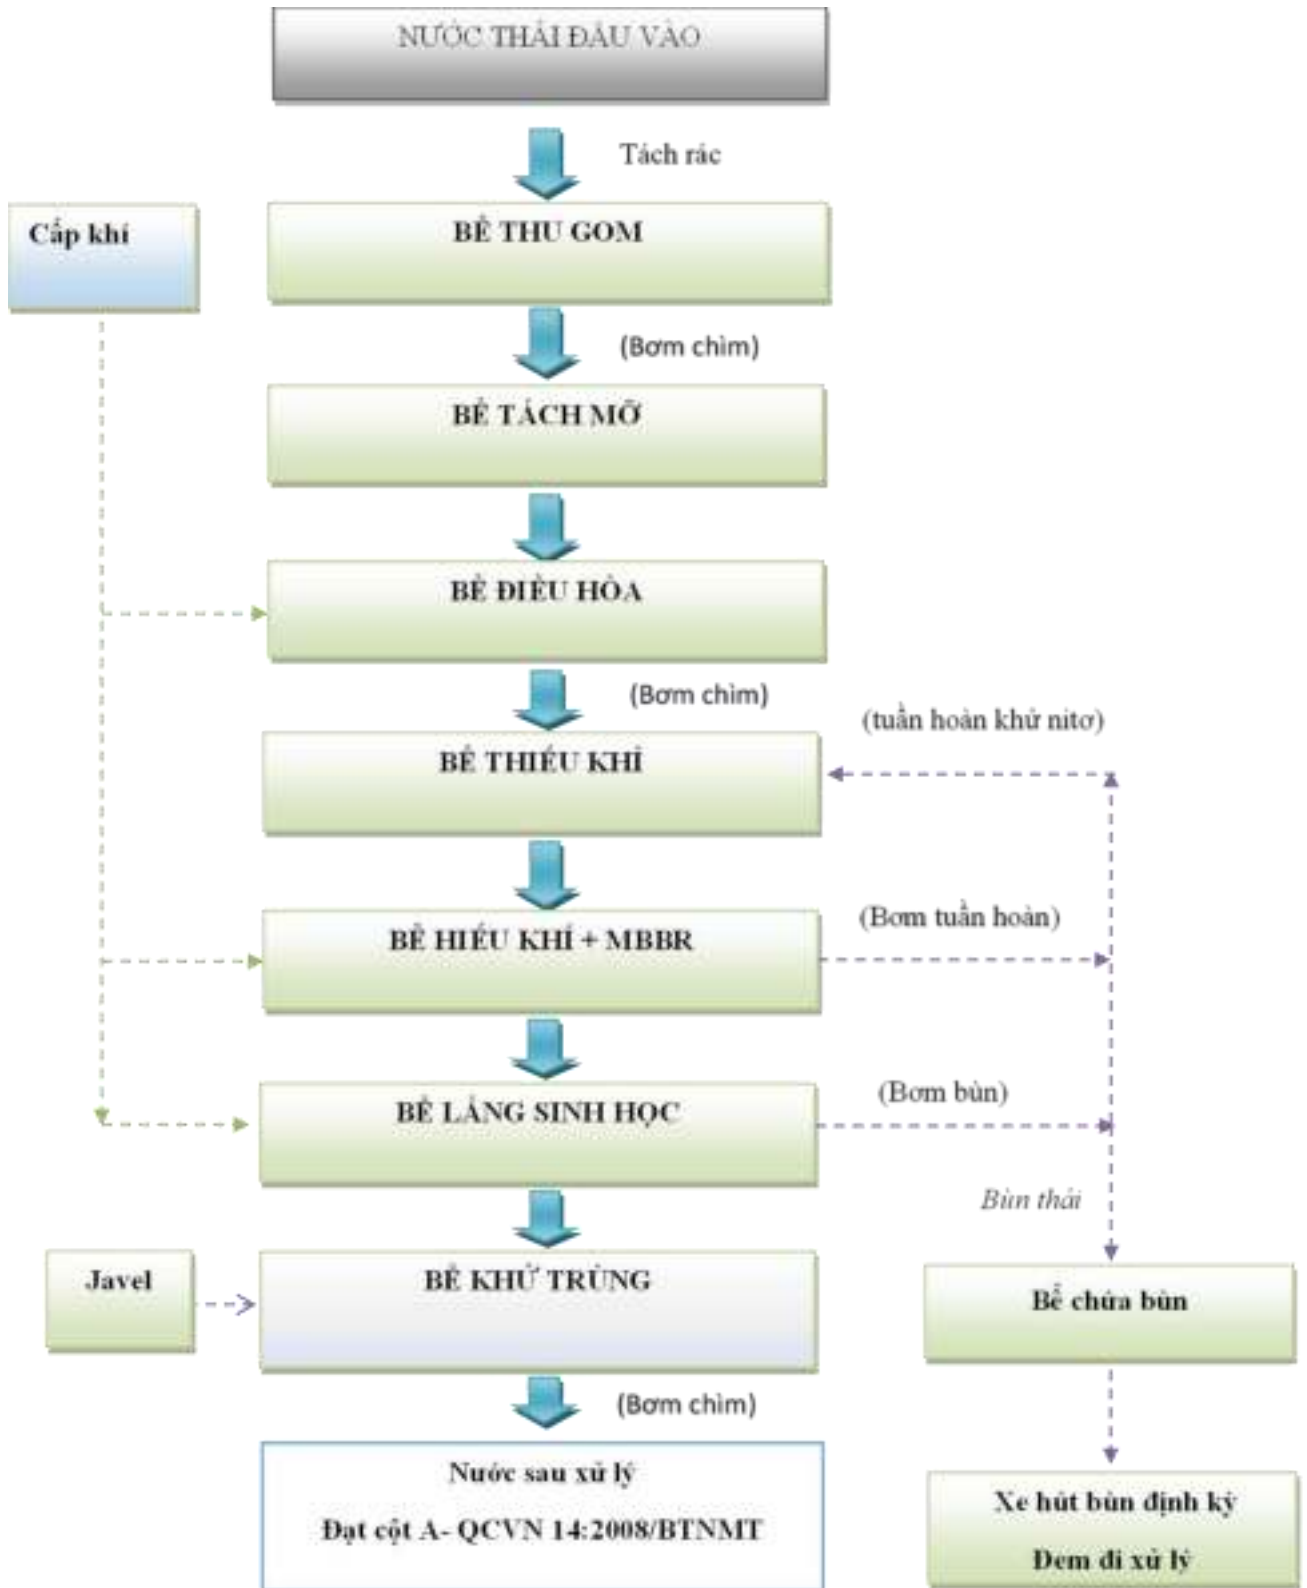 NƯỚC THẢI ĐẦU VÀO
Tách rác
Cấp khí
BỂ THU GOM
(Bơm chìm)
BỂ TÁCH MỠ
BỂ ĐIỀU HÒA
(Bơm chìm)
(tuần hoàn khử nitơ)
BỂ THIẾU KHÍ
(Bơm tuần hoàn)
BỂ HIẾU KHÍ + MBBR
(Bơm bùn)
BỂ LẮNG SINH HỌC
Bùn thải
Javel
BỂ KHỬ TRÙNG
Bể chứa bùn
(Bơm chìm)
Nước sau xử lý
Đạt cột A- QCVN 14:2008/BTNMT
Xe hút bùn định kỳ
Đem đi xử lý